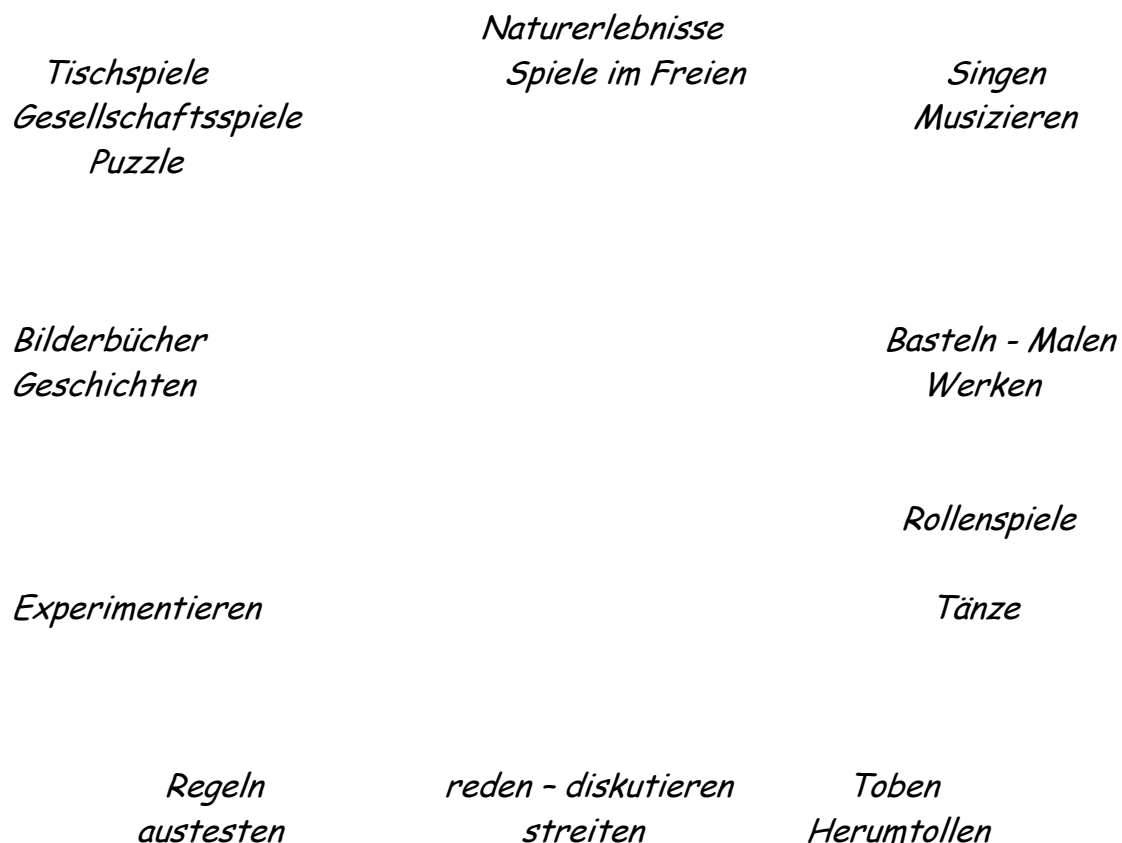 Naturerlebnisse
Tischspiele Spiele im Freien Singen
Gesellschaftsspiele Musizieren
Puzzle
Bilderbücher Basteln - Malen
Geschichten Werken
Rollenspiele
Experimentieren Tänze
Regeln reden – diskutieren Toben
austesten streiten Herumtollen